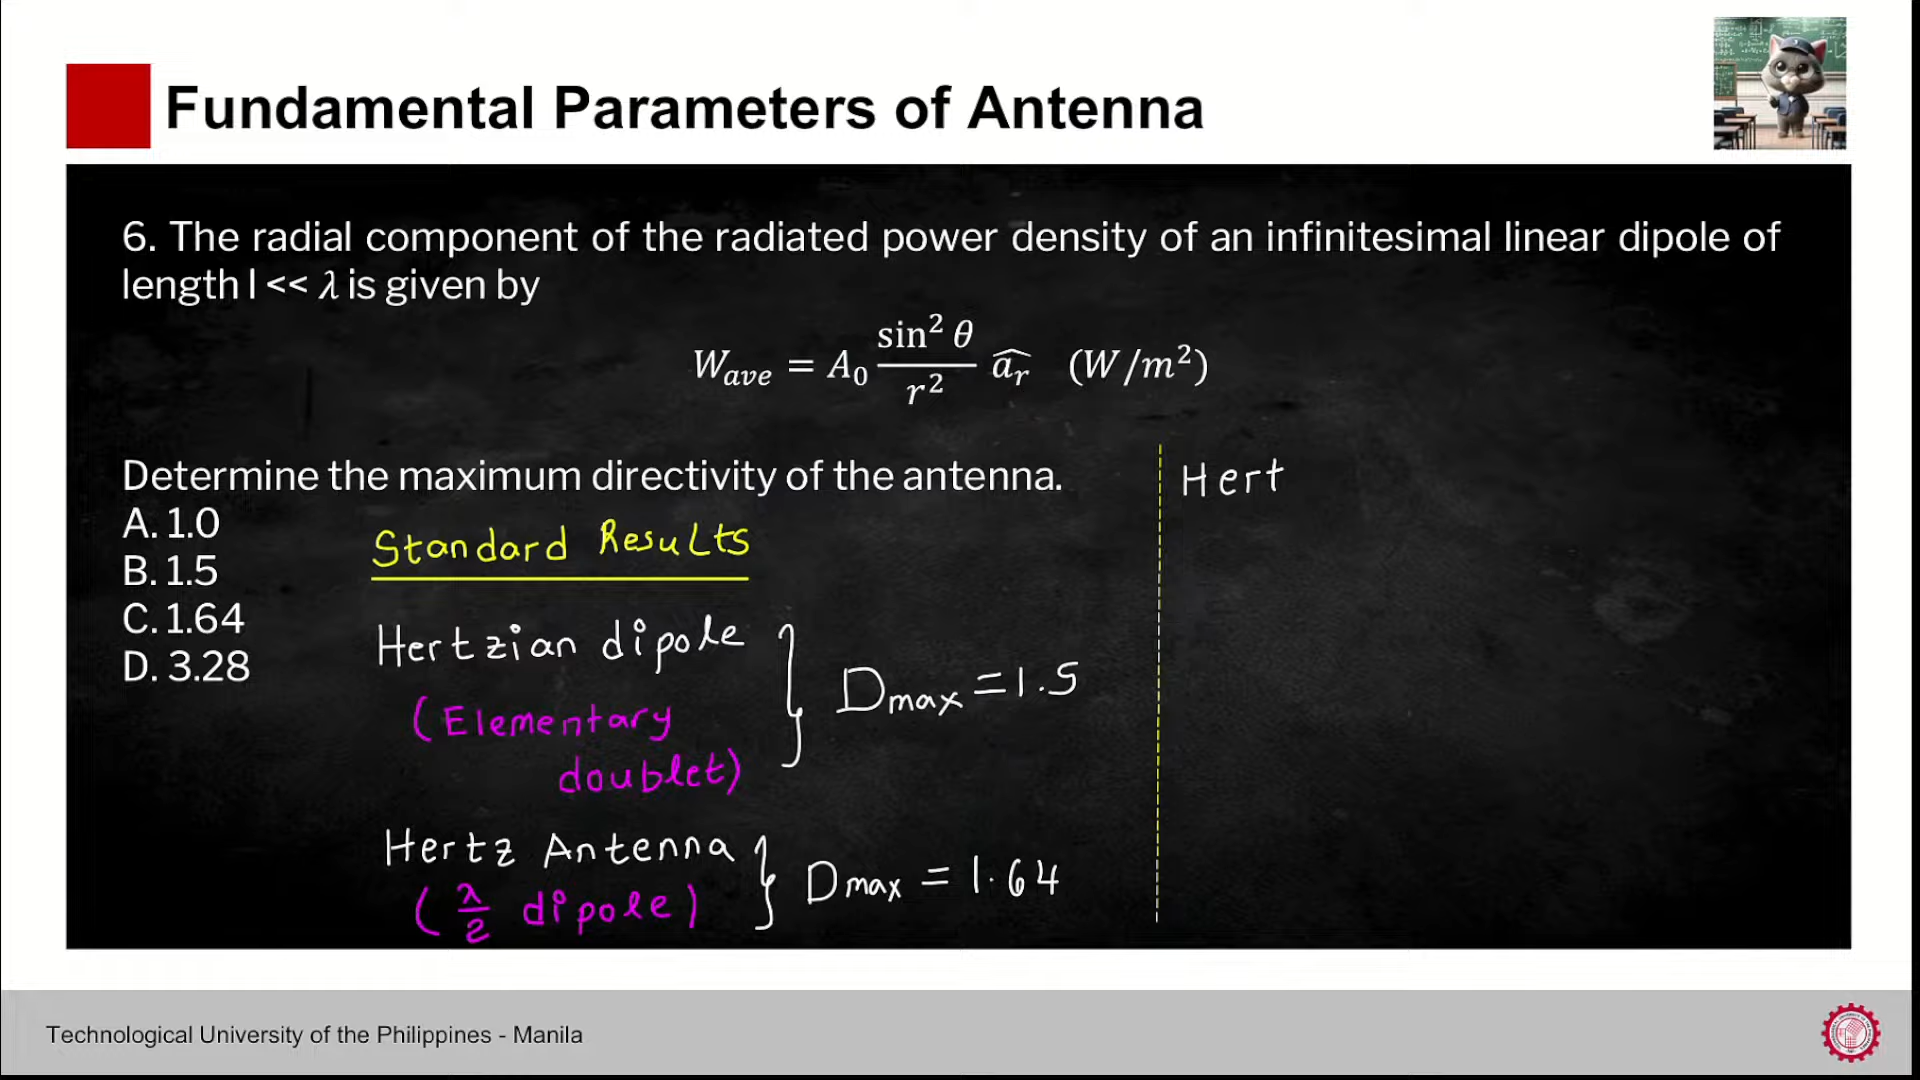 Fundamental Parameters of Antenna
6. The radial component of the radiated power density of an infinitesimal linear dipole of
length l << λ is given by
W_ave = A_0 sin² θ / r² a_r^ (W/m²)
Determine the maximum directivity of the antenna.
A. 1.0
B. 1.5
C. 1.64
D. 3.28
Standard Results
Hertzian dipole
(Elementary
doublet)
} Dmax = 1.5
Hertz Antenna
(λ/2 dipole)
} Dmax = 1.64
Hert
Technological University of the Philippines - Manila